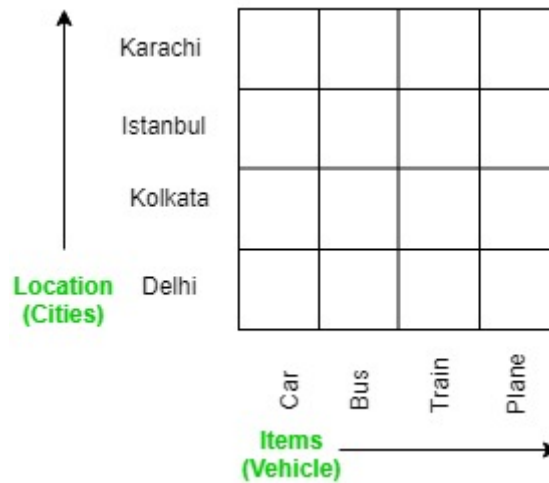 Karachi
Istanbul
Kolkata
Delhi
Location
(Cities)
Car
Bus
Train
Plane
Items
(Vehicle)